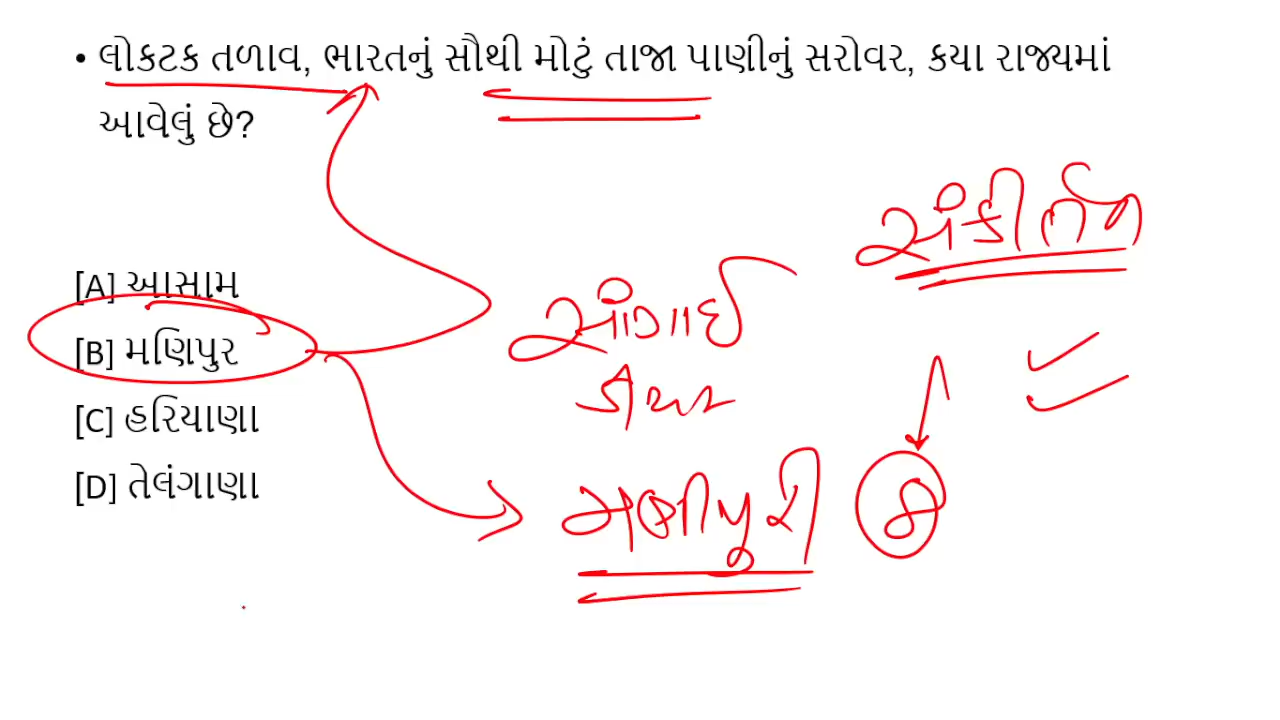 • લોકટક તળાવ, ભારતનું સૌથી મોટું તાજા પાણીનું સરોવર, કયા રાજ્યમાં
આવેલું છે?
સંકીર્તન
[A] આસામ
સાંગાઈ
[B] મણિપુર
[C] હરિયાણા
[D] તેલંગાણા
મણીપુરી